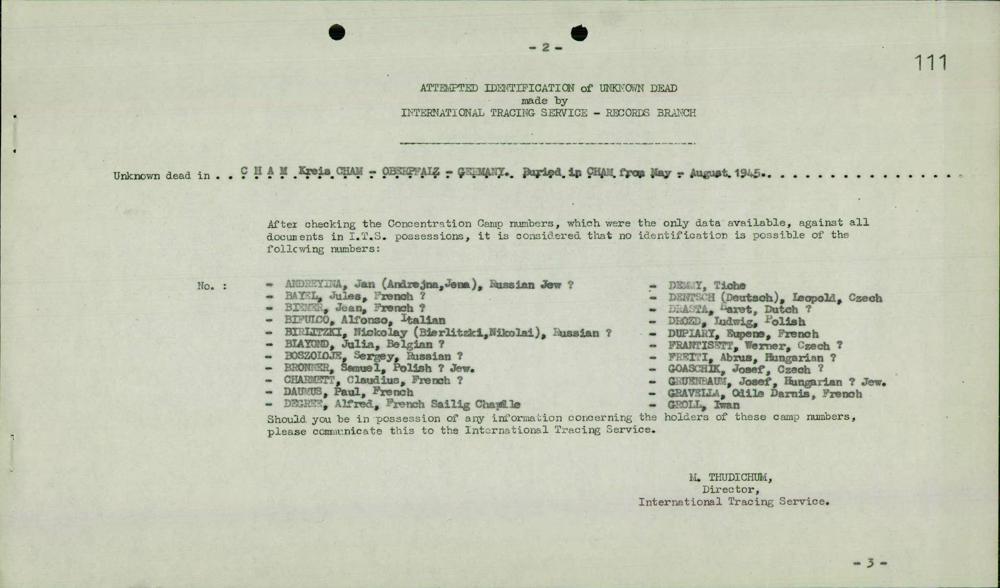 - 2 -
111
ATTEMPTED IDENTIFICATION of UNKNOWN DEAD
made by
INTERNATIONAL TRACING SERVICE - RECORDS BRANCH
Unknown dead in . . C H A M Kreis CHAM - OBERPFALZ - GERMANY. Buried in CHAM from May - August 1945. . . . . . . . . . . . . . . . .
After checking the Concentration Camp numbers, which were the only data available, against all
documents in I.T.S. possessions, it is considered that no identification is possible of the
following numbers:
No. :
- ANDREYINA, Jan (Andrejna,Jena), Russian Jew ?
- BAYEL, Jules, French ?
- Jean, French ?
- BIFULCO, Alfonso, Italian
- BIRLITZKI, Nickolay (Bierlitzki,Nikolai), Russian ?
- BLAYOND, Julia, Belgian ?
- BOSZOLOJE, Sergey, Russian ?
- BRONNER, Samuel, Polish ? Jew.
- CHARMETT, Claudius, French ?
- DAUMUS, Paul, French
- DEGREE, Alfred, French Sailig Chaplle
- Tiche
- DENTSCH (Deutsch), Leopold, Czech
- DRASTA, Baret, Dutch ?
- DROZD, Ludwig, Polish
- DUPIARY, Eupens, French
- FRANTISETT, Werner, Czech ?
- FREITI, Abrus, Hungarian ?
- GOASCHIK, Josef, Czech ?
- GRUENBAUM, Josef, Hungarian ? Jew.
- GRAVELLA, Odile Darnis, French
- GROLL, Iwan
Should you be in possession of any information concerning the holders of these camp numbers,
please communicate this to the International Tracing Service.
M. THUDICHUM,
Director,
International Tracing Service.
- 3 -